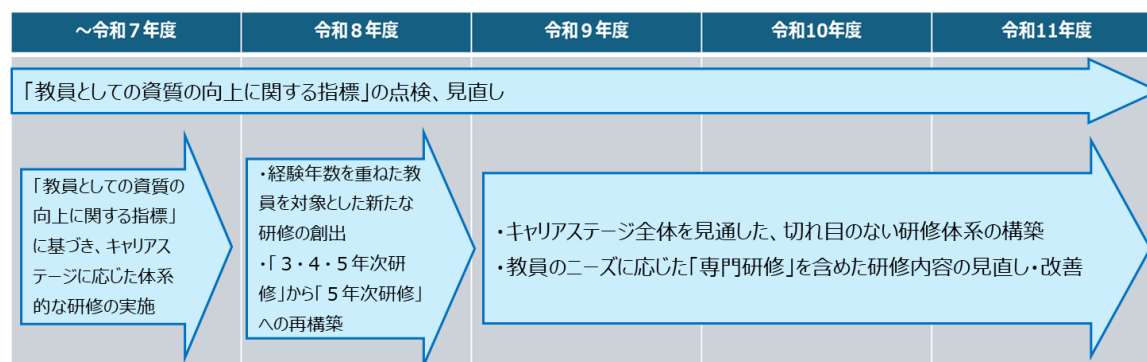 ～令和７年度
令和８年度
令和９年度
令和10年度
令和11年度
「教員としての資質の向上に関する指標」の点検、見直し
「教員としての資質の
向上に関する指標」
に基づき、キャリアス
テージに応じた体系
的な研修の実施
・経験年数を重ねた教
員を対象とした新たな
研修の創出
・「３・４・５年次研
修」から「５年次研修」
への再構築
・キャリアステージ全体を見通した、切れ目のない研修体系の構築
・教員のニーズに応じた「専門研修」を含めた研修内容の見直し・改善